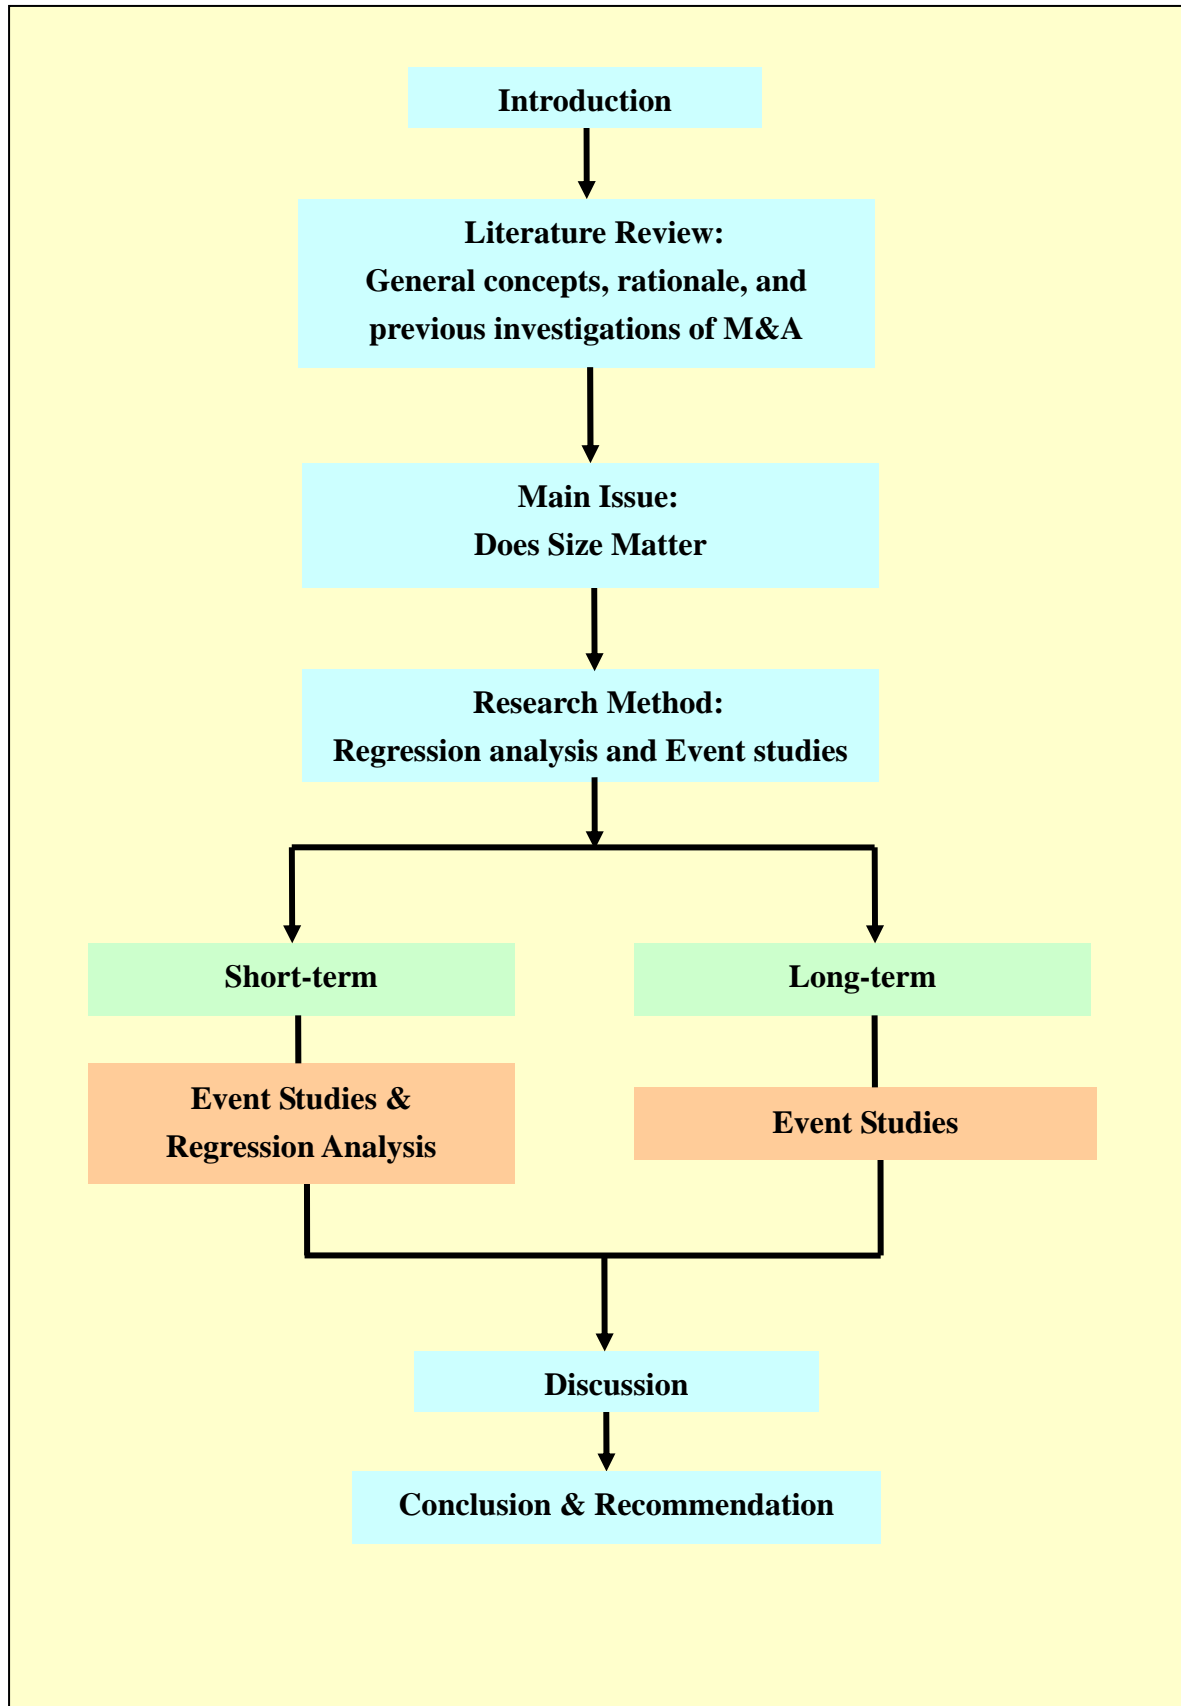 Introduction
Literature Review:
General concepts, rationale, and
previous investigations of M&A
Main Issue:
Does Size Matter
Research Method:
Regression analysis and Event studies
Short-term
Long-term
Event Studies &
Regression Analysis
Event Studies
Discussion
Conclusion & Recommendation